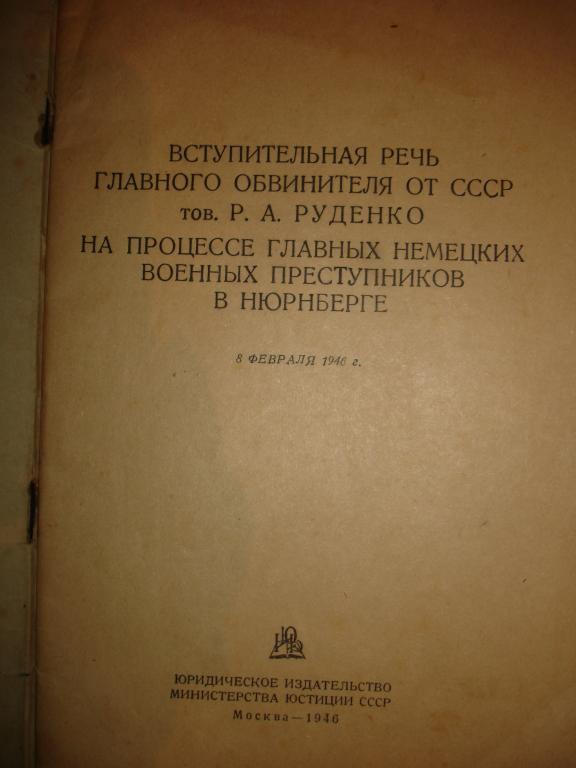 ВСТУПИТЕЛЬНАЯ РЕЧЬ
ГЛАВНОГО ОБВИНИТЕЛЯ ОТ СССР
тов. Р. А. РУДЕНКО
НА ПРОЦЕССЕ ГЛАВНЫХ НЕМЕЦКИХ
ВОЕННЫХ ПРЕСТУПНИКОВ
В НЮРНБЕРГЕ
8 ФЕВРАЛЯ 1946 г.
ЮРИДИЧЕСКОЕ ИЗДАТЕЛЬСТВО
МИНИСТЕРСТВА ЮСТИЦИИ СССР
Москва—1946